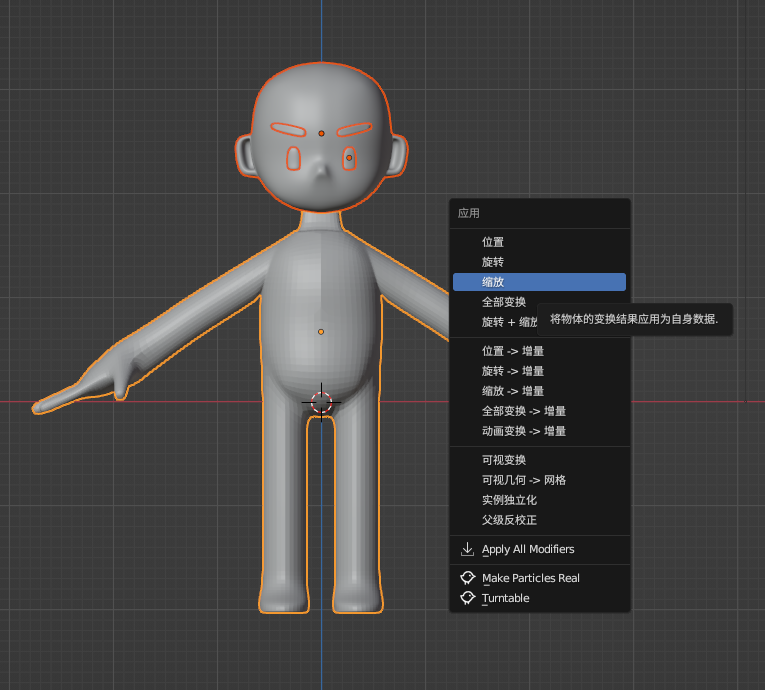 应用
位置
旋转
缩放
全部变换
旋转 + 缩放
将物体的变换结果应用为自身数据.
位置 -> 增量
旋转 -> 增量
缩放 -> 增量
全部变换 -> 增量
动画变换 -> 增量
可视变换
可视几何 -> 网格
实例独立化
父级反校正
Apply All Modifiers
Make Particles Real
Turntable